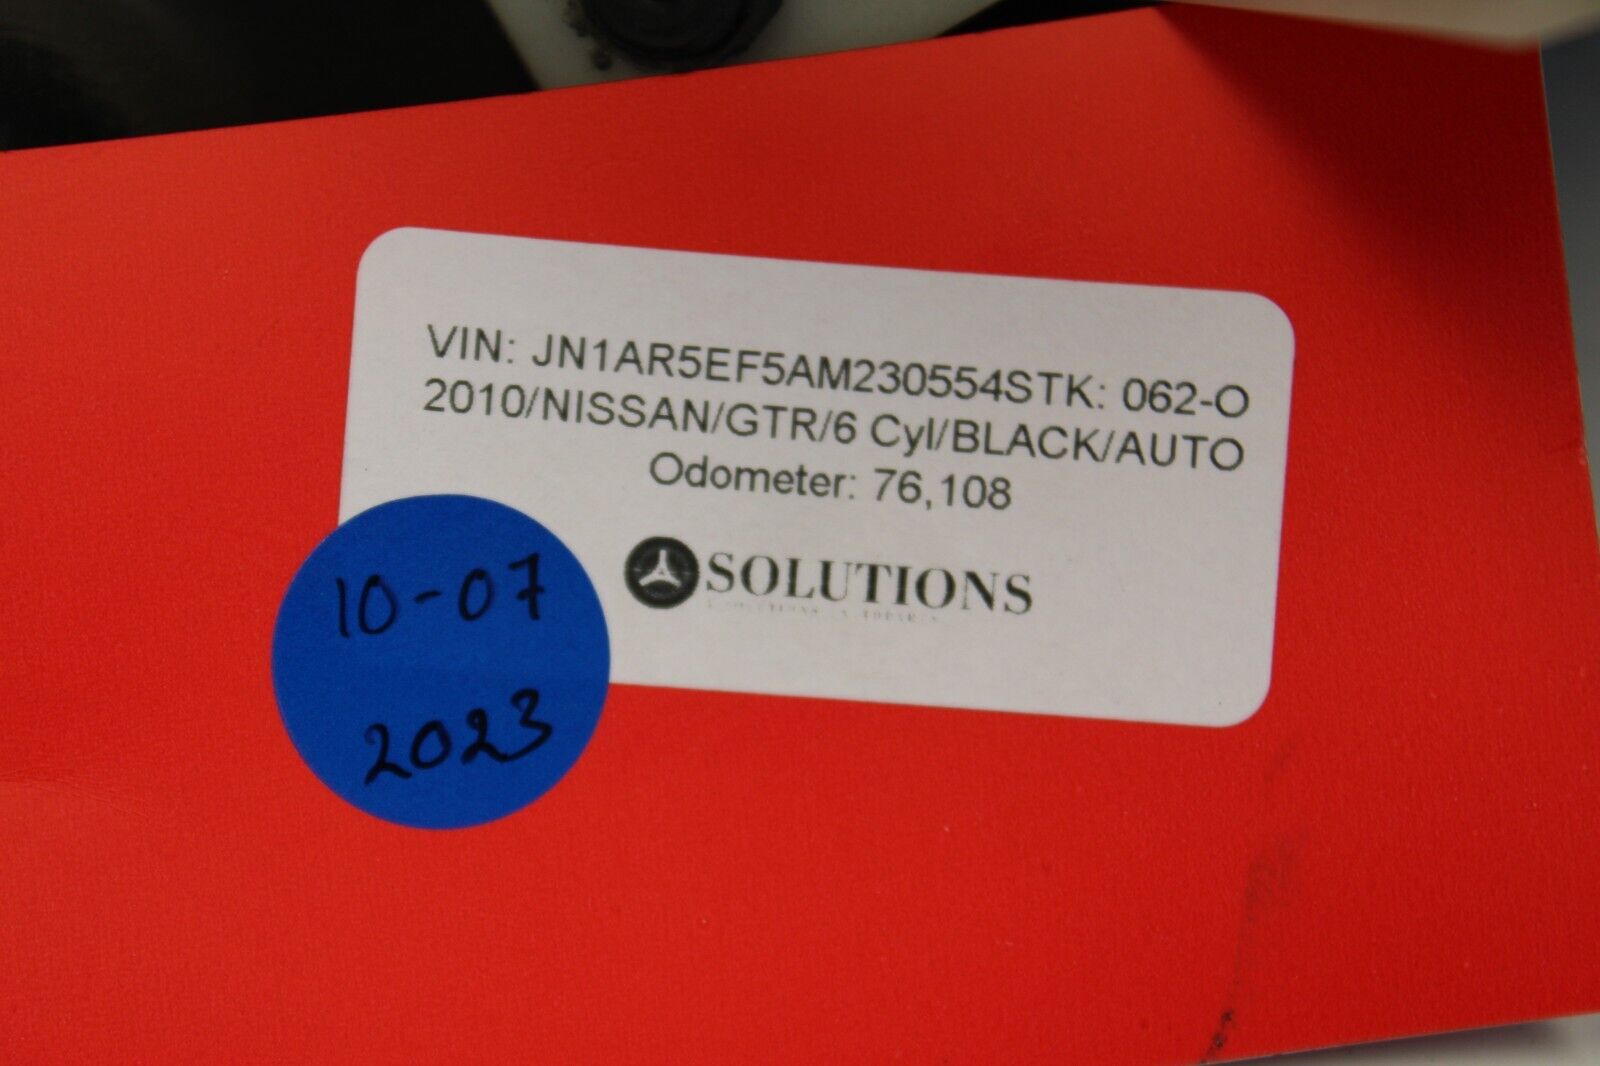 VIN: JN1AR5EF5AM230554STK: 062-O
2010/NISSAN/GTR/6 Cyl/BLACK/AUTO
Odometer: 76,108
SOLUTIONS
10-07
2023